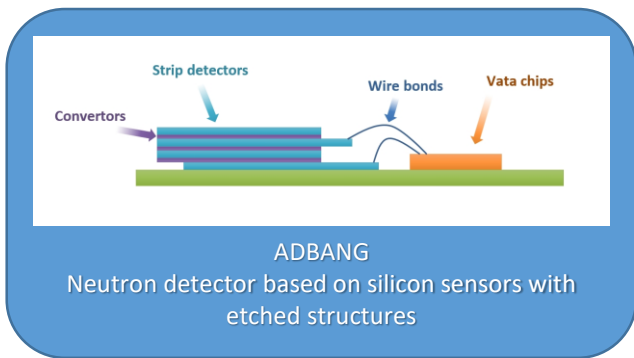 Strip detectors
Wire bonds
Vata chips
Convertors
ADBANG
Neutron detector based on silicon sensors with
etched structures